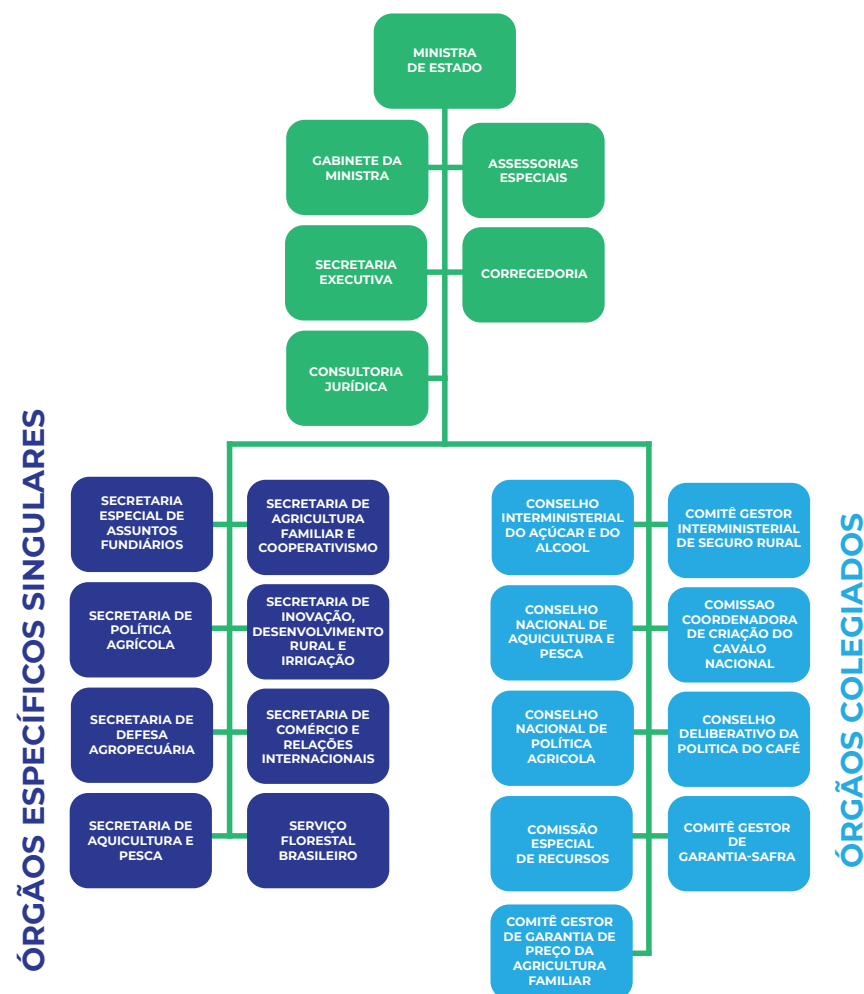 MINISTRA
DE ESTADO
GABINETE DA
MINISTRA
ASSESSORIAS
ESPECIAIS
SECRETARIA
EXECUTIVA
CORREGEDORIA
CONSULTORIA
JURÍDICA
ÓRGÃOS ESPECÍFICOS SINGULARES
SECRETARIA
ESPECIAL DE
ASSUNTOS
FUNDIÁRIOS
SECRETARIA DE
AGRICULTURA
FAMILIAR E
COOPERATIVISMO
SECRETARIA DE
POLÍTICA
AGRÍCOLA
SECRETARIA DE
INOVAÇÃO,
DESENVOLVIMENTO
RURAL E
IRRIGAÇÃO
SECRETARIA DE
DEFESA
AGROPECUÁRIA
SECRETARIA DE
COMÉRCIO E
RELAÇÕES
INTERNACIONAIS
SECRETARIA DE
AQUICULTURA E
PESCA
SERVIÇO
FLORESTAL
BRASILEIRO
CONSELHO
INTERMINISTERIAL
DO AÇÚCAR E DO
ALCOOL
COMITÊ GESTOR
INTERMINISTERIAL
DE SEGURO RURAL
CONSELHO
NACIONAL DE
AQUICULTURA E
PESCA
COMISSAO
COORDENADORA
DE CRIAÇÃO DO
CAVALO
NACIONAL
CONSELHO
NACIONAL DE
POLÍTICA
AGRICOLA
CONSELHO
DELIBERATIVO DA
POLITICA DO CAFÉ
COMISSÃO
ESPECIAL
DE RECURSOS
COMITÊ GESTOR
DE
GARANTIA-SAFRA
COMITÊ GESTOR
DE GARANTIA DE
PREÇO DA
AGRICULTURA
FAMILIAR
ÓRGÃOS COLEGIADOS